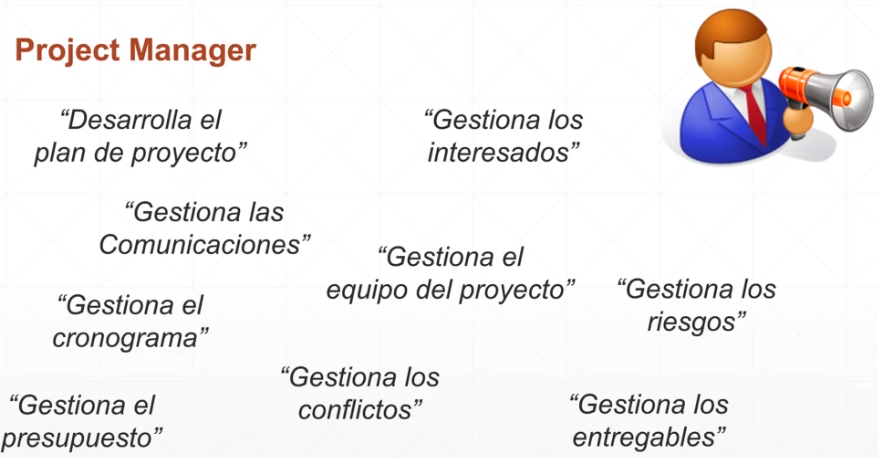 Project Manager
“Desarrolla el
plan de proyecto”
“Gestiona los
interesados”
“Gestiona las
Comunicaciones”
“Gestiona el
equipo del proyecto”
“Gestiona los
riesgos”
“Gestiona el
cronograma”
“Gestiona los
conflictos”
“Gestiona el
presupuesto”
“Gestiona los
entregables”